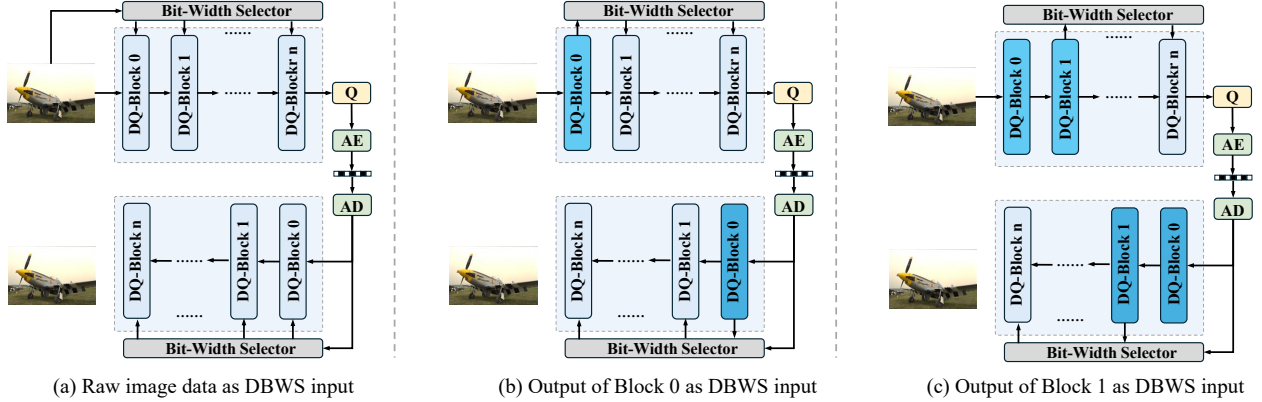 Bit-Width Selector
......
DQ-Block 0
DQ-Block 1
......
DQ-Blockr n
Q
AE
AD
DQ-Block n
......
DQ-Block 1
DQ-Block 0
......
Bit-Width Selector
(a) Raw image data as DBWS input
Bit-Width Selector
......
DQ-Block 0
DQ-Block 1
......
DQ-Blockr n
Q
AE
AD
DQ-Block n
......
DQ-Block 1
DQ-Block 0
......
Bit-Width Selector
(b) Output of Block 0 as DBWS input
Bit-Width Selector
......
DQ-Block 0
DQ-Block 1
......
DQ-Blockr n
Q
AE
AD
DQ-Block n
......
DQ-Block 1
DQ-Block 0
......
Bit-Width Selector
(c) Output of Block 1 as DBWS input